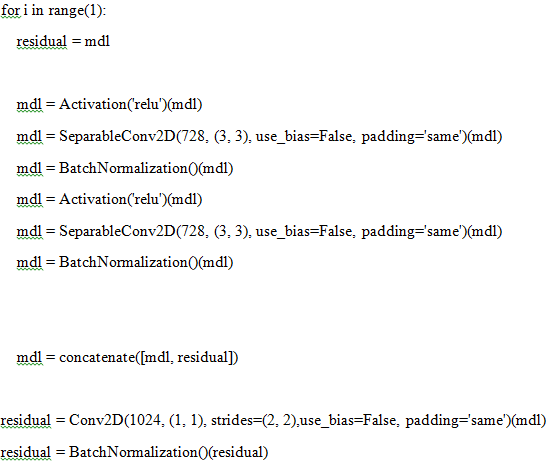 for i in range(1):
residual = mdl
mdl = Activation('relu')(mdl)
mdl = SeparableConv2D(728, (3, 3), use_bias=False, padding='same')(mdl)
mdl = BatchNormalization()(mdl)
mdl = Activation('relu')(mdl)
mdl = SeparableConv2D(728, (3, 3), use_bias=False, padding='same')(mdl)
mdl = BatchNormalization()(mdl)
mdl = concatenate([mdl, residual])
residual = Conv2D(1024, (1, 1), strides=(2, 2),use_bias=False, padding='same')(mdl)
residual = BatchNormalization()(residual)